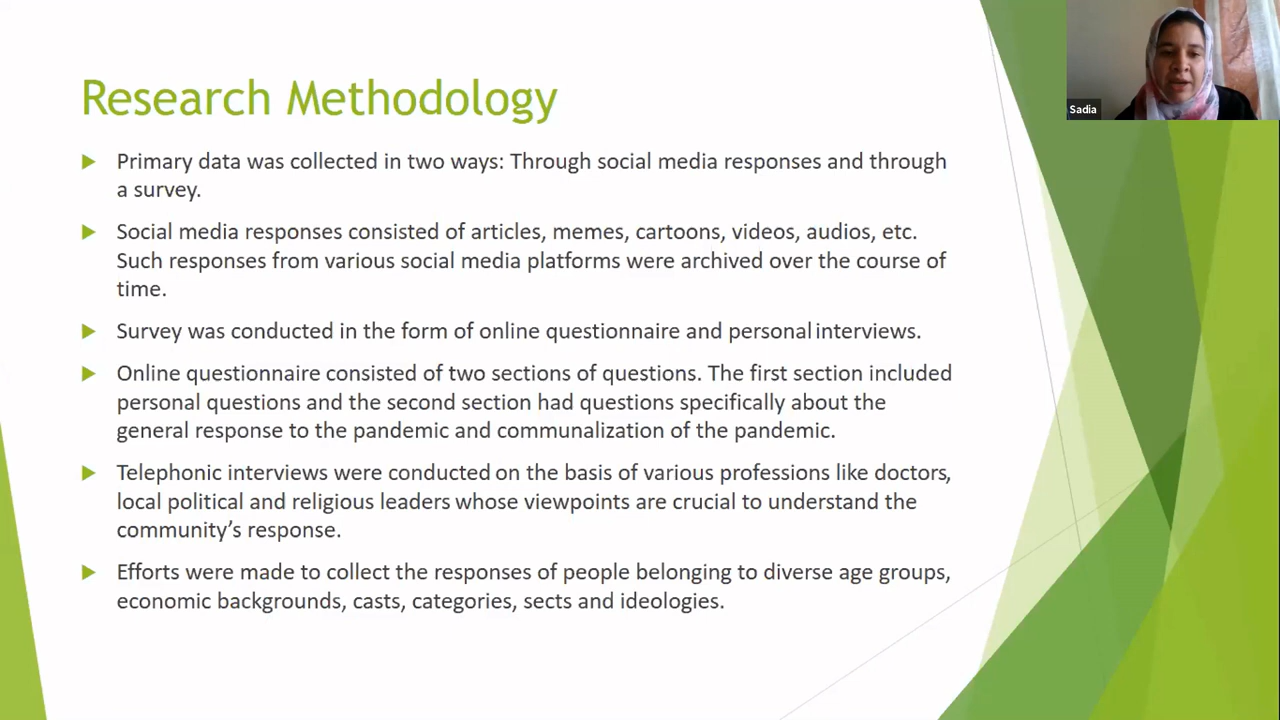 Research Methodology
Primary data was collected in two ways: Through social media responses and through
a survey.
Social media responses consisted of articles, memes, cartoons, videos, audios, etc.
Such responses from various social media platforms were archived over the course of
time.
Survey was conducted in the form of online questionnaire and personal interviews.
Online questionnaire consisted of two sections of questions. The first section included
personal questions and the second section had questions specifically about the
general response to the pandemic and communalization of the pandemic.
Telephonic interviews were conducted on the basis of various professions like doctors,
local political and religious leaders whose viewpoints are crucial to understand the
community’s response.
Efforts were made to collect the responses of people belonging to diverse age groups,
economic backgrounds, casts, categories, sects and ideologies.
Sadia